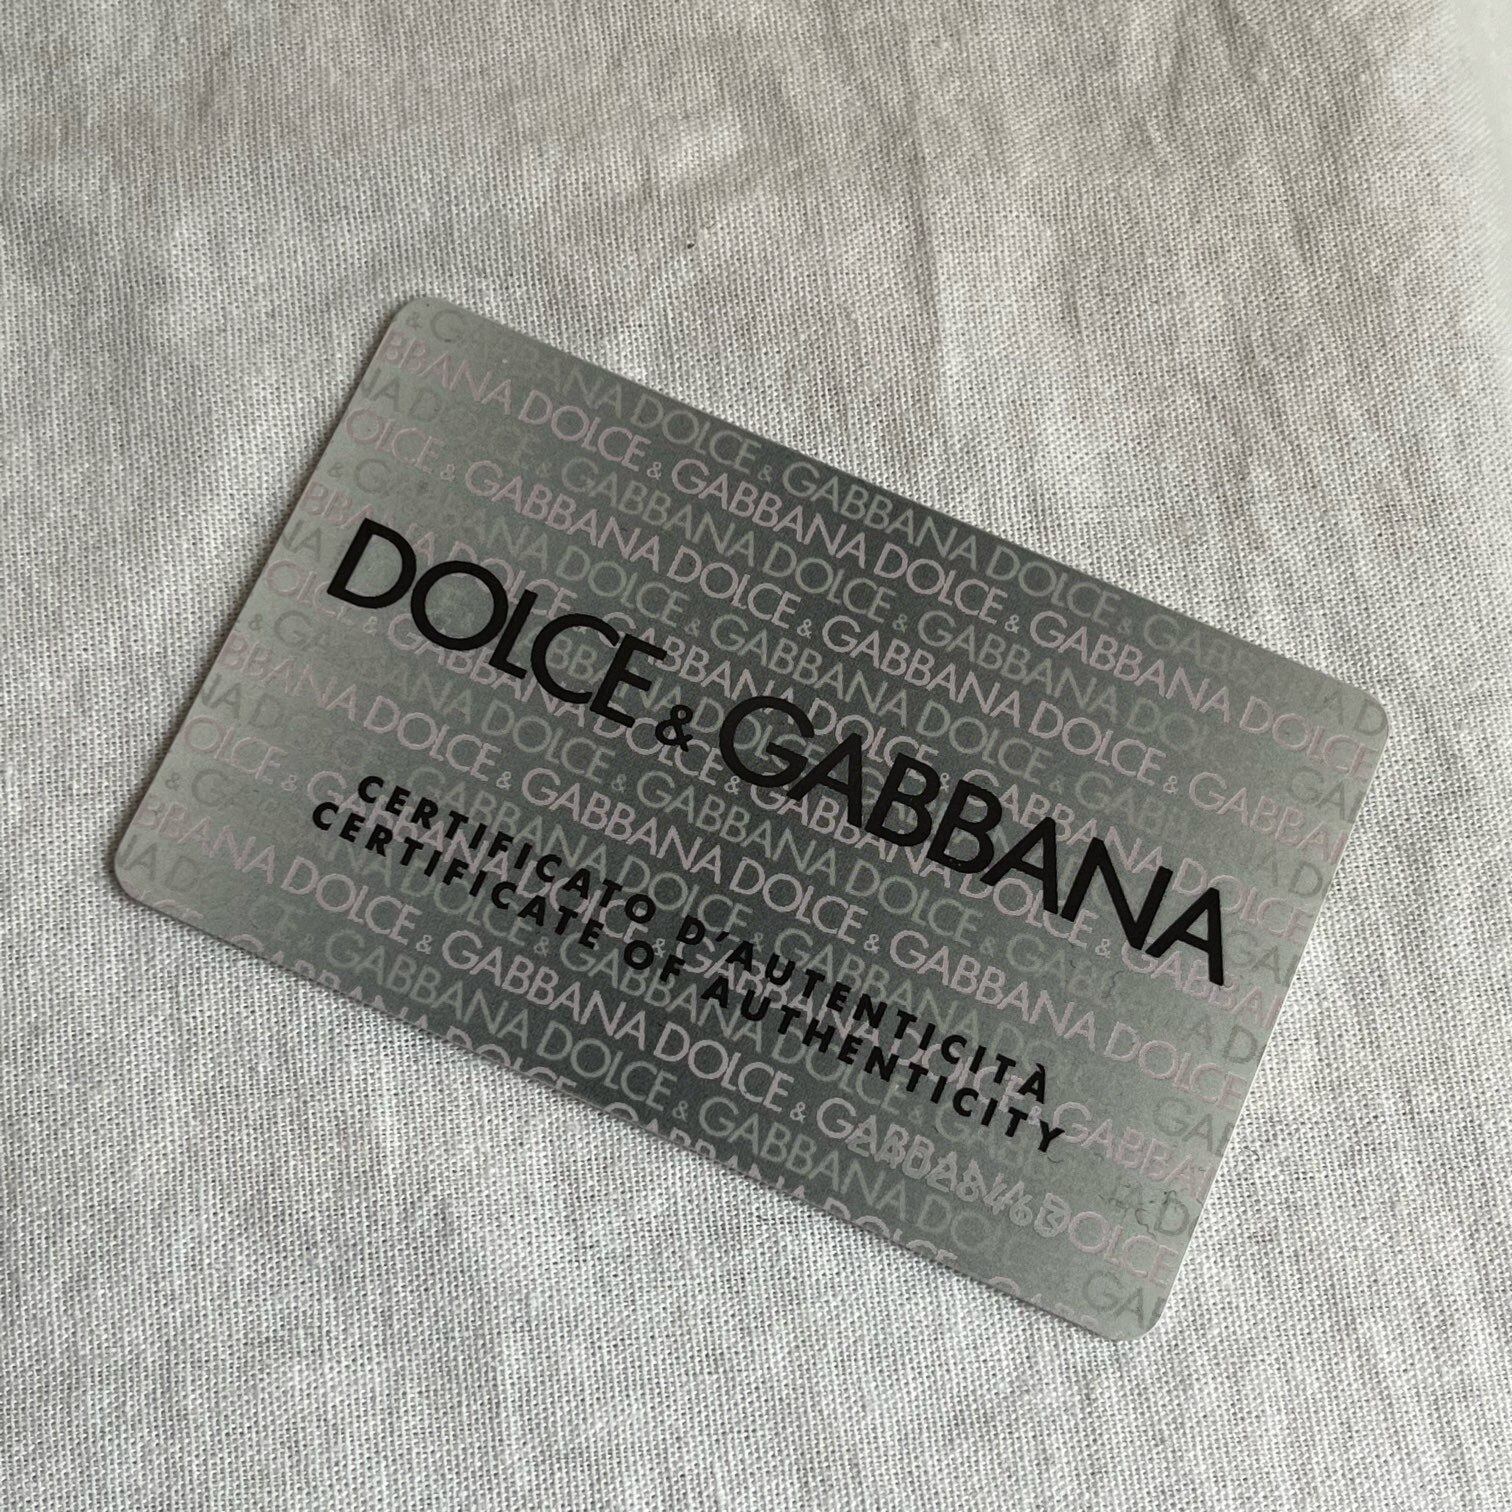 DOLCE & GABBANA
CERTIFICATO D'AUTENTICITÀ
CERTIFICATE OF AUTHENTICITY